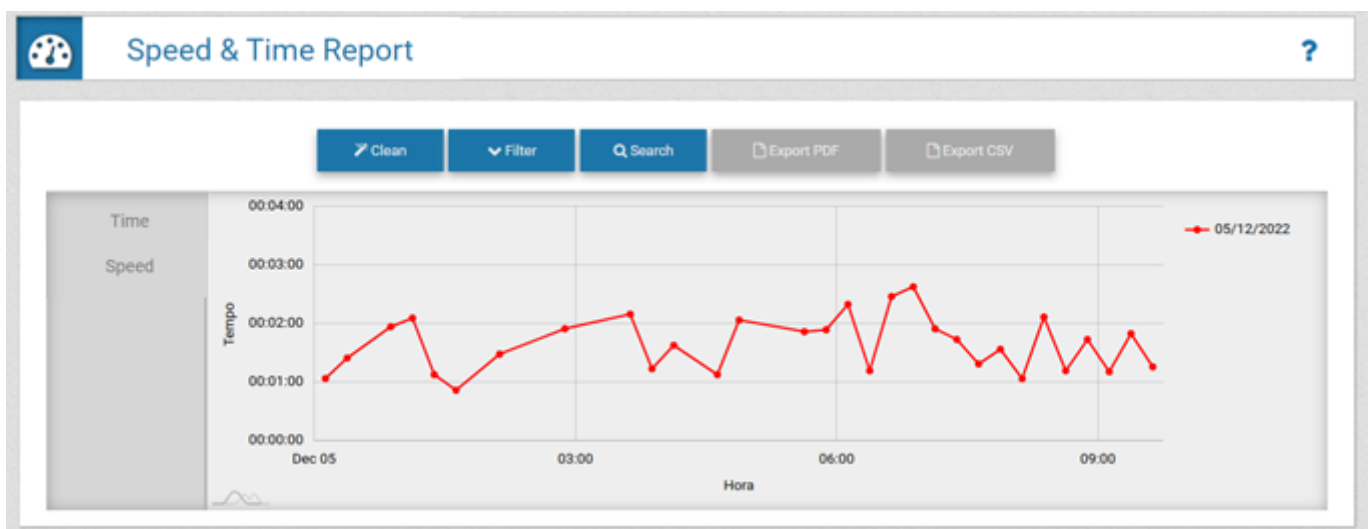 Speed & Time Report
?
Clean
Filter
Search
Export PDF
Export CSV
Time
Speed
Tempo
00:04:00
00:03:00
00:02:00
00:01:00
00:00:00
Dec 05
03:00
06:00
09:00
Hora
05/12/2022